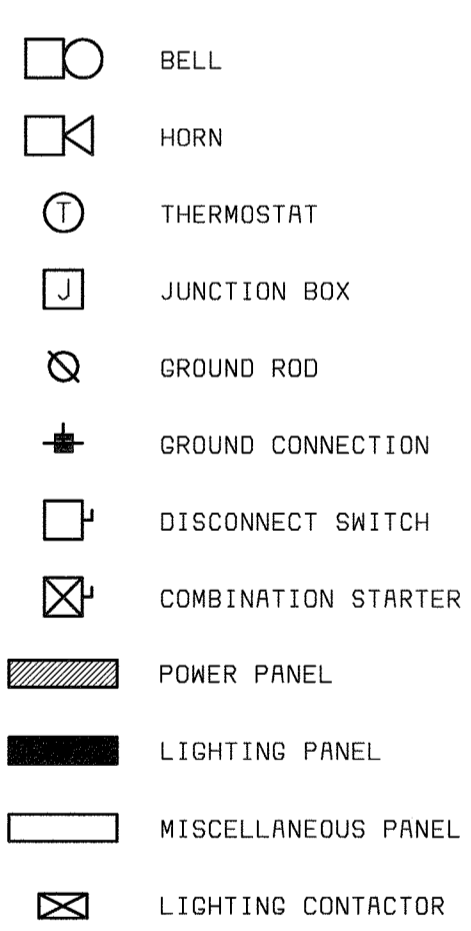 BELL
HORN
T THERMOSTAT
J JUNCTION BOX
GROUND ROD
GROUND CONNECTION
DISCONNECT SWITCH
COMBINATION STARTER
POWER PANEL
LIGHTING PANEL
MISCELLANEOUS PANEL
LIGHTING CONTACTOR